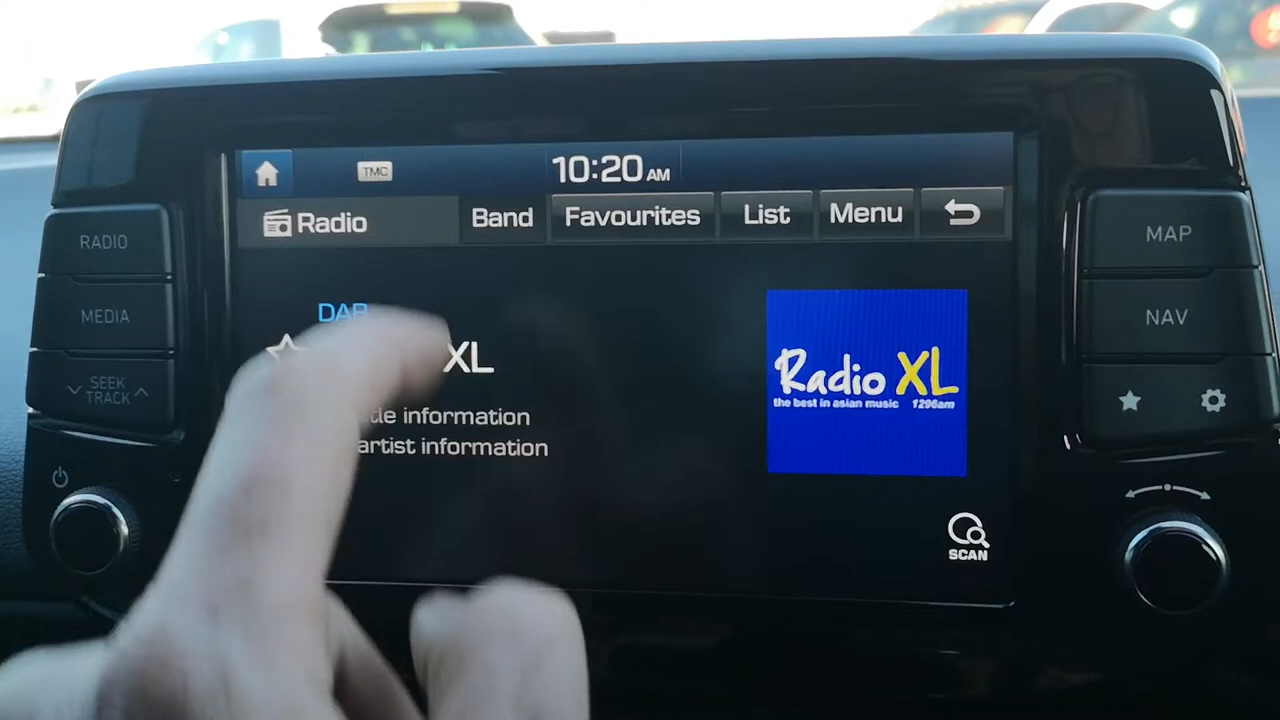 TMC
10:20 AM
Radio Band Favourites List Menu
RADIO
MEDIA
SEEK
TRACK
MAP
NAV
DAB
XL
information
artist information
Radio XL
the best in asian music 1296am
SCAN